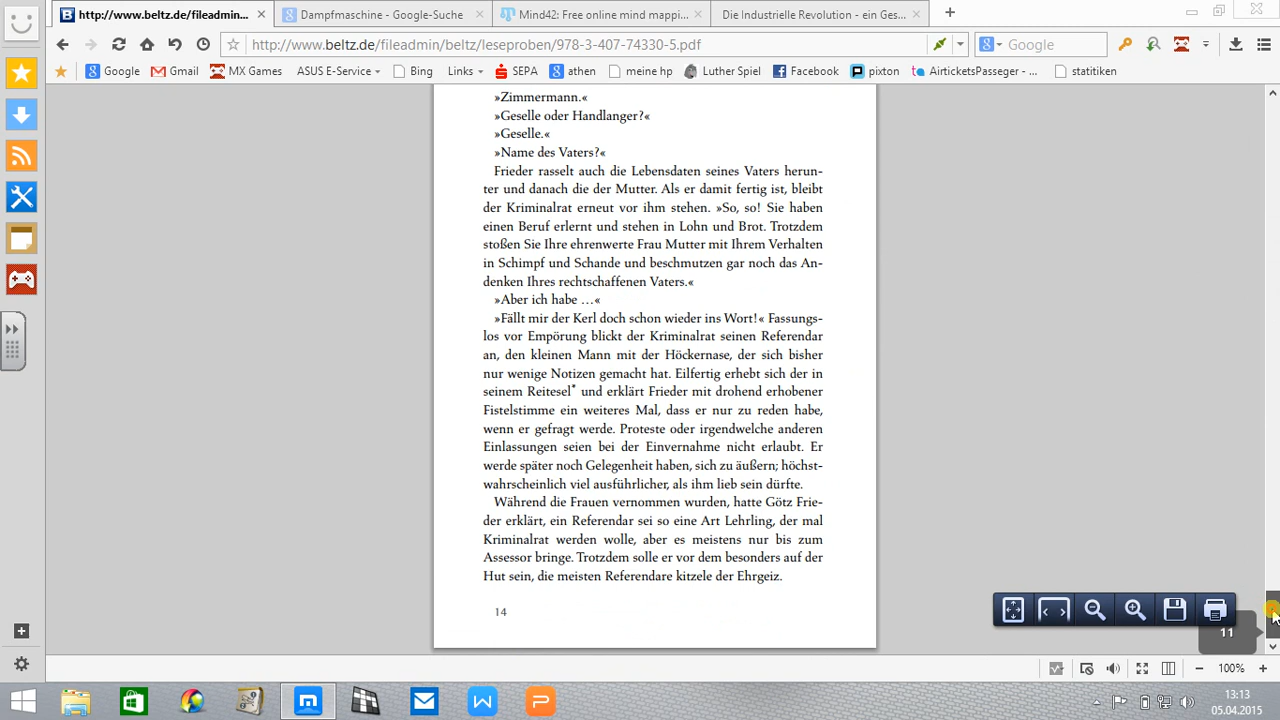 http://www.beltz.de/fileadmin...
Dampfmaschine - Google-Suche
Mind42: Free online mind mappi...
Die Industrielle Revolution - ein Ges...
http://www.beltz.de/fileadmin/beltz/leseproben/978-3-407-74330-5.pdf
Google
Google
Gmail
MX Games
ASUS E-Service
Bing
Links
SEPA
athen
meine hp
Luther Spiel
Facebook
pixton
AirticketsPasseger - ...
statitiken
»Zimmermann.«
»Geselle oder Handlanger?«
»Geselle.«
»Name des Vaters?«
Frieder rasselt auch die Lebensdaten seines Vaters herun-
ter und danach die der Mutter. Als er damit fertig ist, bleibt
der Kriminalrat erneut vor ihm stehen. »So, so! Sie haben
einen Beruf erlernt und stehen in Lohn und Brot. Trotzdem
stoßen Sie Ihre ehrenwerte Frau Mutter mit Ihrem Verhalten
in Schimpf und Schande und beschmutzen gar noch das An-
denken Ihres rechtschaffenen Vaters.«
»Aber ich habe ...«
»Fällt mir der Kerl doch schon wieder ins Wort!« Fassungs-
los vor Empörung blickt der Kriminalrat seinen Referendar
an, den kleinen Mann mit der Höckernase, der sich bisher
nur wenige Notizen gemacht hat. Eilfertig erhebt sich der in
seinem Reitesel* und erklärt Frieder mit drohend erhobener
Fistelstimme ein weiteres Mal, dass er nur zu reden habe,
wenn er gefragt werde. Proteste oder irgendwelche anderen
Einlassungen seien bei der Einvernahme nicht erlaubt. Er
werde später noch Gelegenheit haben, sich zu äußern; höchst-
wahrscheinlich viel ausführlicher, als ihm lieb sein dürfte.
Während die Frauen vernommen wurden, hatte Götz Frie-
der erklärt, ein Referendar sei so eine Art Lehrling, der mal
Kriminalrat werden wolle, aber es meistens nur bis zum
Assessor bringe. Trotzdem solle er vor dem besonders auf der
Hut sein, die meisten Referendare kitzele der Ehrgeiz.
14
11
100%
13:13
05.04.2015